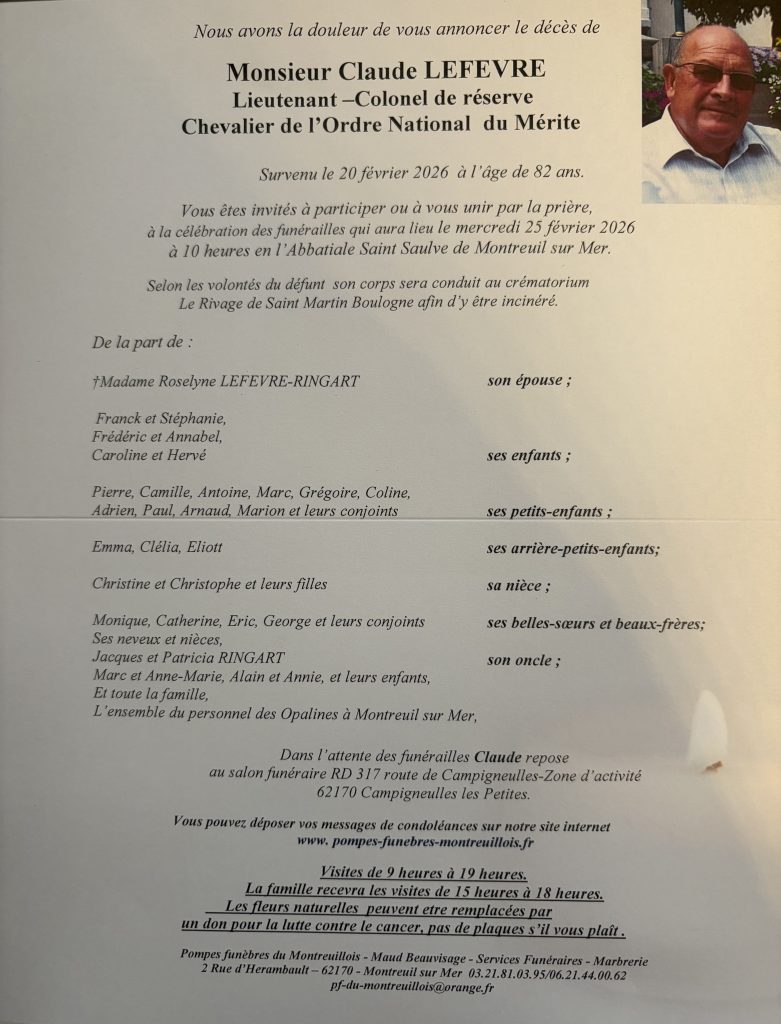 Nous avons la douleur de vous annoncer le décès de
Monsieur Claude LEFEVRE
Lieutenant –Colonel de réserve
Chevalier de l'Ordre National du Mérite
Survenu le 20 février 2026 à l'âge de 82 ans.
Vous êtes invités à participer ou à vous unir par la prière,
à la célébration des funérailles qui aura lieu le mercredi 25 février 2026
à 10 heures en l'Abbatiale Saint Saulve de Montreuil sur Mer.
Selon les volontés du défunt son corps sera conduit au crématorium
Le Rivage de Saint Martin Boulogne afin d'y être incinéré.
De la part de :
†Madame Roselyne LEFEVRE-RINGART son épouse ;
Franck et Stéphanie,
Frédéric et Annabel,
Caroline et Hervé ses enfants ;
Pierre, Camille, Antoine, Marc, Grégoire, Coline,
Adrien, Paul, Arnaud, Marion et leurs conjoints ses petits-enfants ;
Emma, Clélia, Eliott ses arrière-petits-enfants;
Christine et Christophe et leurs filles sa nièce ;
Monique, Catherine, Eric, George et leurs conjoints ses belles-sœurs et beaux-frères;
Ses neveux et nièces,
Jacques et Patricia RINGART son oncle ;
Marc et Anne-Marie, Alain et Annie, et leurs enfants,
Et toute la famille,
L'ensemble du personnel des Opalines à Montreuil sur Mer,
Dans l'attente des funérailles Claude repose
au salon funéraire RD 317 route de Campigneulles-Zone d'activité
62170 Campigneulles les Petites.
Vous pouvez déposer vos messages de condoléances sur notre site internet
www. pompes-funebres-montreuillois.fr
Visites de 9 heures à 19 heures.
La famille recevra les visites de 15 heures à 18 heures.
Les fleurs naturelles peuvent etre remplacées par
un don pour la lutte contre le cancer, pas de plaques s'il vous plaît .
Pompes funèbres du Montreuillois - Maud Beauvisage - Services Funéraires - Marbrerie
2 Rue d'Herambault – 62170 - Montreuil sur Mer 03.21.81.03.95/06.21.44.00.62
pf-du-montreuillois@orange.fr